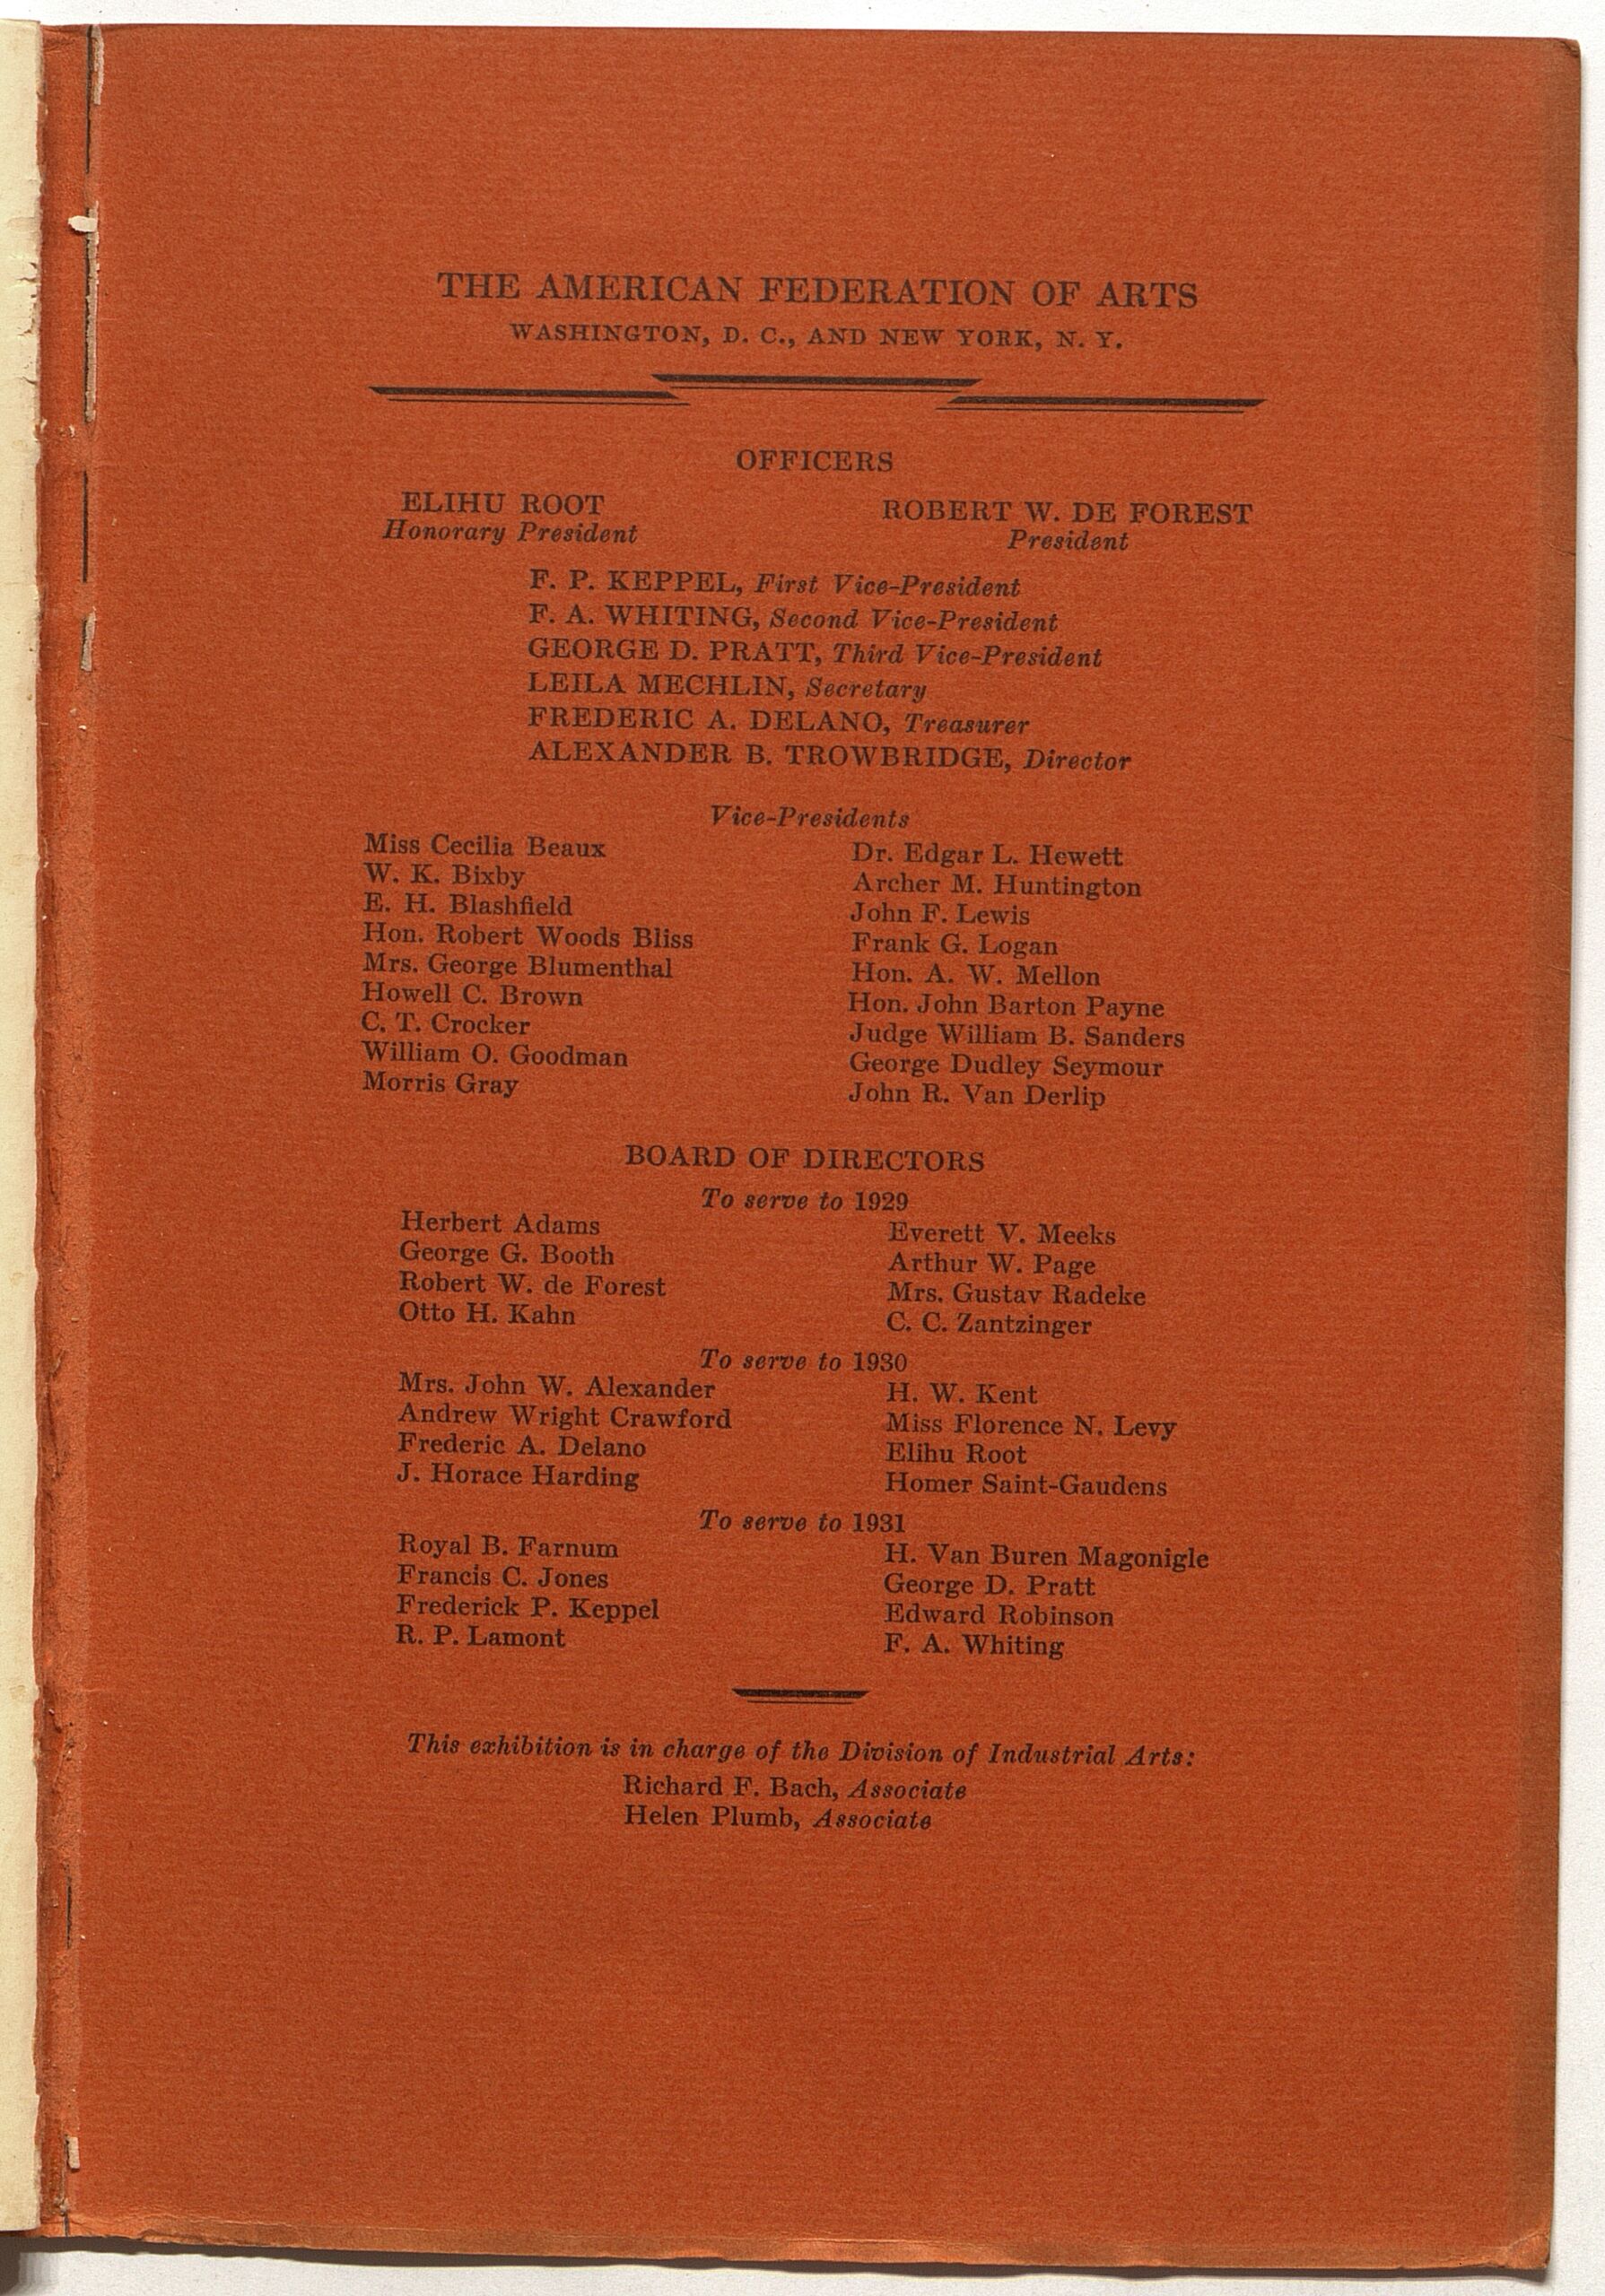 THE AMERICAN FEDERATION OF ARTS
WASHINGTON, D. C., AND NEW YORK, N. Y.
OFFICERS
ELIHU ROOT
Honorary President
ROBERT W. DE FOREST
President
F. P. KEPPEL, First Vice-President
F. A. WHITING, Second Vice-President
GEORGE D. PRATT, Third Vice-President
LEILA MECHLIN, Secretary
FREDERIC A. DELANO, Treasurer
ALEXANDER B. TROWBRIDGE, Director
Vice-Presidents
Miss Cecilia Beaux
W. K. Bixby
E. H. Blashfield
Hon. Robert Woods Bliss
Mrs. George Blumenthal
Howell C. Brown
C. T. Crocker
William O. Goodman
Morris Gray
Dr. Edgar L. Hewett
Archer M. Huntington
John F. Lewis
Frank G. Logan
Hon. A. W. Mellon
Hon. John Barton Payne
Judge William B. Sanders
George Dudley Seymour
John R. Van Derlip
BOARD OF DIRECTORS
To serve to 1929
Herbert Adams
George G. Booth
Robert W. de Forest
Otto H. Kahn
Everett V. Meeks
Arthur W. Page
Mrs. Gustav Radeke
C. C. Zantzinger
To serve to 1930
Mrs. John W. Alexander
Andrew Wright Crawford
Frederic A. Delano
J. Horace Harding
H. W. Kent
Miss Florence N. Levy
Elihu Root
Homer Saint-Gaudens
To serve to 1931
Royal B. Farnum
Francis C. Jones
Frederick P. Keppel
R. P. Lamont
H. Van Buren Magonigle
George D. Pratt
Edward Robinson
F. A. Whiting
This exhibition is in charge of the Division of Industrial Arts:
Richard F. Bach, Associate
Helen Plumb, Associate